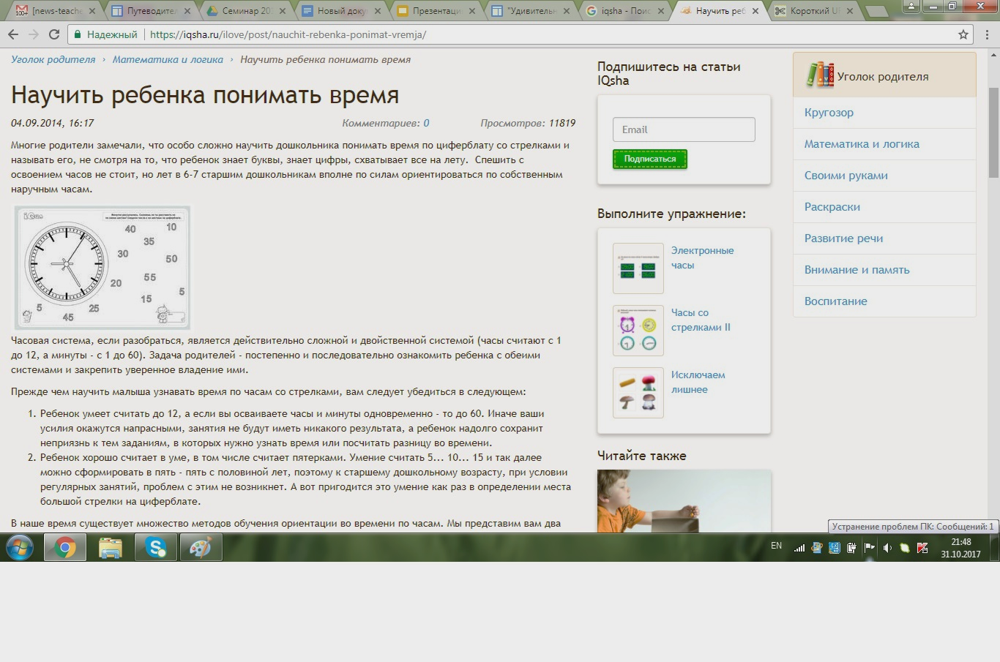 [news-teache
Путеводител
Семинар 201
Новый доку
Презентаци
"Удивительн
iqsha - Поис
Научить реб
Короткий UR
Надежный
https://iqsha.ru/ilove/post/nauchit-rebenka-ponimat-vremja/
Уголок родителя › Математика и логика › Научить ребенка понимать время
Научить ребенка понимать время
04.09.2014, 16:17 Комментариев: 0 Просмотров: 11819
Многие родители замечали, что особо сложно научить дошкольника понимать время по циферблату со стрелками и
называть его, не смотря на то, что ребенок знает буквы, знает цифры, схватывает все на лету. Спешить с
освоением часов не стоит, но лет в 6-7 старшим дошкольникам вполне по силам ориентироваться по собственным
наручным часам.
40
10
35
30
50
20
55
15
5
5
45
25
Часовая система, если разобраться, является действительно сложной и двойственной системой (часы считают с 1
до 12, а минуты - с 1 до 60). Задача родителей - постепенно и последовательно ознакомить ребенка с обеими
системами и закрепить уверенное владение ими.
Прежде чем научить малыша узнавать время по часам со стрелками, вам следует убедиться в следующем:
1. Ребенок умеет считать до 12, а если вы осваиваете часы и минуты одновременно - то до 60. Иначе ваши
усилия окажутся напрасными, занятия не будут иметь никакого результата, а ребенок надолго сохранит
неприязнь к тем заданиям, в которых нужно узнать время или посчитать разницу во времени.
2. Ребенок хорошо считает в уме, в том числе считает пятерками. Умение считать 5... 10... 15 и так далее
можно сформировать в пять - пять с половиной лет, поэтому к старшему дошкольному возрасту, при условии
регулярных занятий, проблем с этим не возникнет. А вот пригодится это умение как раз в определении места
большой стрелки на циферблате.
В наше время существует множество методов обучения ориентации во времени по часам. Мы представим вам два
Подпишитесь на статьи
IQsha
Email
Подписаться
Выполните упражнение:
Электронные
часы
Часы со
стрелками II
Исключаем
лишнее
Читайте также
Уголок родителя
Кругозор
Математика и логика
Своими руками
Раскраски
Развитие речи
Внимание и память
Воспитание
Устранение проблем ПК: Сообщений: 1
EN
21:48
31.10.2017